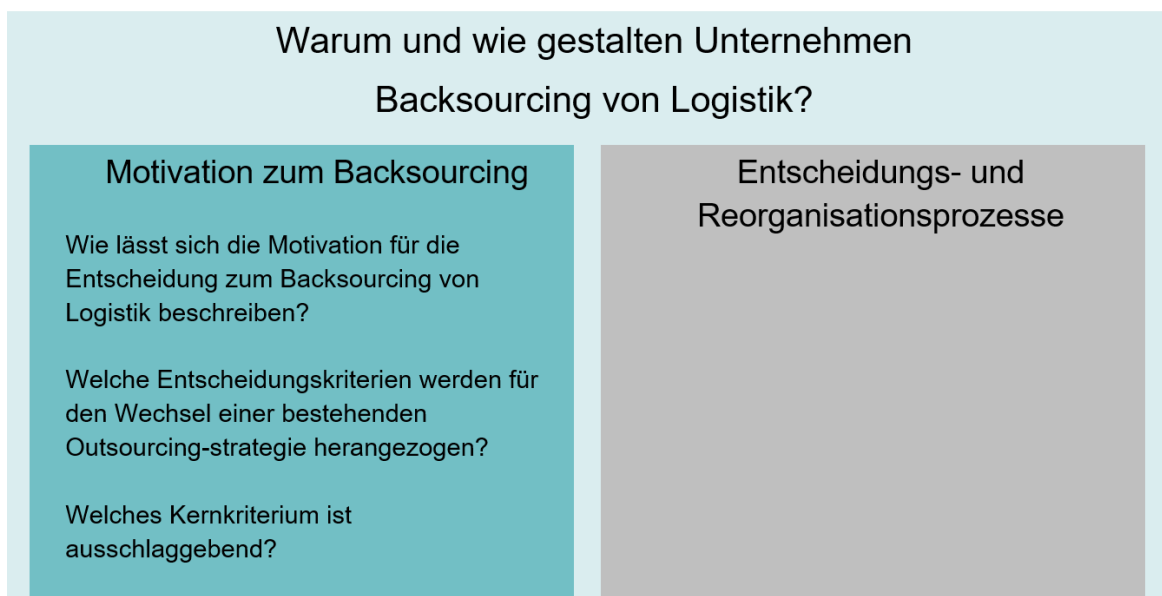 Warum und wie gestalten Unternehmen
Backsourcing von Logistik?
Motivation zum Backsourcing
Wie lässt sich die Motivation für die
Entscheidung zum Backsourcing von
Logistik beschreiben?
Welche Entscheidungskriterien werden für
den Wechsel einer bestehenden
Outsourcing-strategie herangezogen?
Welches Kernkriterium ist
ausschlaggebend?
Entscheidungs- und
Reorganisationsprozesse